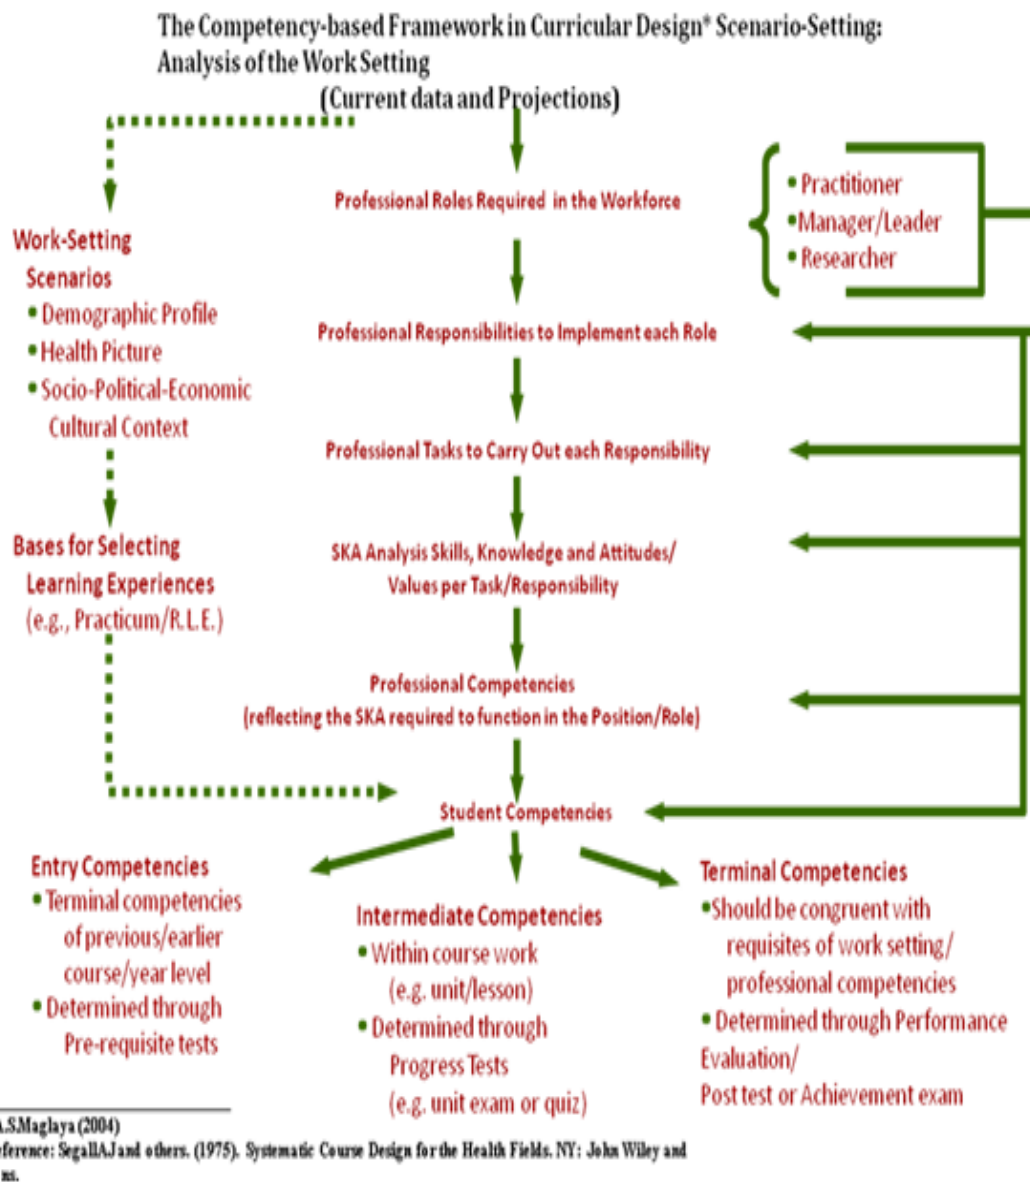 The Competency-based Framework in Curricular Design* Scenario-Setting:
Analysis of the Work Setting
(Current data and Projections)
Professional Roles Required in the Workforce
• Practitioner
•Manager/Leader
• Researcher
Work-Setting
Scenarios
• Demographic Profile
• Health Picture
• Socio-Political-Economic
Cultural Context
Professional Responsibilities to Implement each Role
Professional Tasks to Carry Out each Responsibility
Bases for Selecting
Learning Experiences
(e.g., Practicum/R.L.E.)
SKA Analysis Skills, Knowledge and Attitudes/
Values per Task/Responsibility
Professional Competencies
(reflecting the SKA required to function in the Position/Role)
Student Competencies
Entry Competencies
• Terminal competencies
of previous/earlier
course/year level
• Determined through
Pre-requisite tests
Intermediate Competencies
• Within course work
(e.g. unit/lesson)
• Determined through
Progress Tests
(e.g. unit exam or quiz)
Terminal Competencies
•Should be congruent with
requisites of work setting/
professional competencies
• Determined through Performance
Evaluation/
Post test or Achievement exam
A.S.Maglaya (2004)
eference: SegallAJ and others. (1975). Systematic Course Design for the Health Fields. NY: John Wiley and
ns.